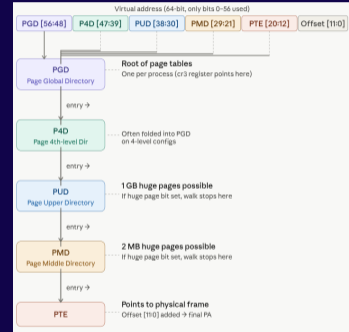 Virtual address (64-bit, only bits 0–56 used)
PGD [56:48] P4D [47:39] PUD [38:30] PMD [29:21] PTE [20:12] Offset [11:0]
PGD
Page Global Directory
Root of page tables
One per process (cr3 register points here)
entry →
P4D
Page 4th-level Dir
Often folded into PGD
on 4-level configs
entry →
PUD
Page Upper Directory
1 GB huge pages possible
If huge page bit set, walk stops here
entry →
PMD
Page Middle Directory
2 MB huge pages possible
If huge page bit set, walk stops here
entry →
PTE
Points to physical frame
Offset [11:0] added → final PA